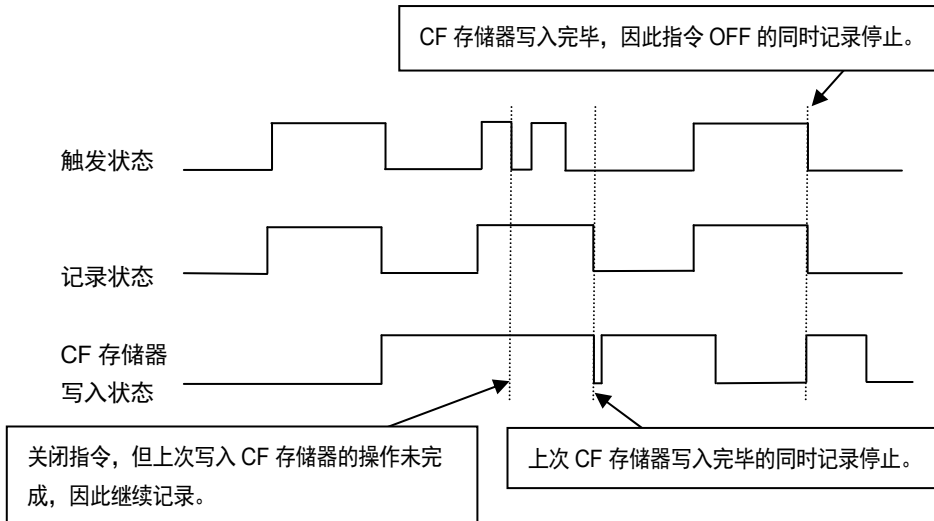 CF 存储器写入完毕，因此指令 OFF 的同时记录停止。
触发状态
记录状态
CF 存储器
写入状态
关闭指令，但上次写入 CF 存储器的操作未完
成，因此继续记录。
上次 CF 存储器写入完毕的同时记录停止。